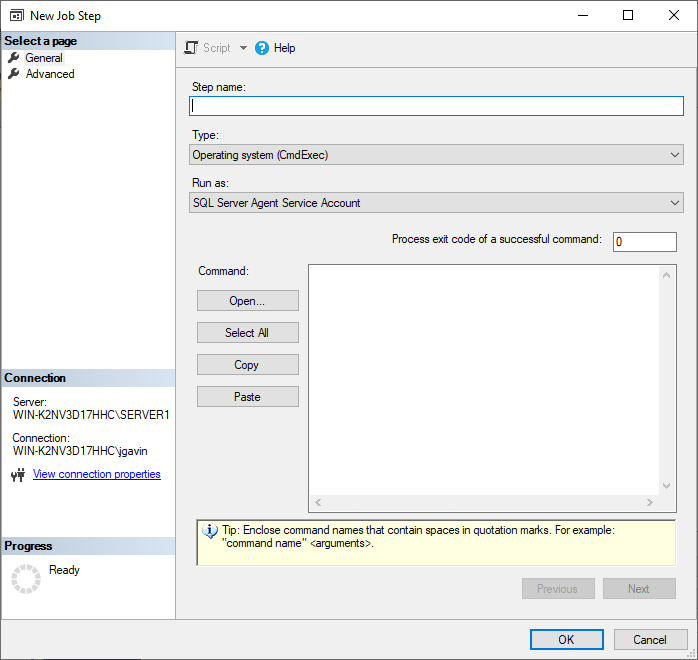 New Job Step
Select a page
General
Advanced
Script
Help
Step name:
Type:
Operating system (CmdExec)
Run as:
SQL Server Agent Service Account
Process exit code of a successful command:
0
Command:
Open...
Select All
Copy
Paste
Connection
Server:
WIN-K2NV3D17HHC\SERVER1
Connection:
WIN-K2NV3D17HHC\jgavin
View connection properties
Tip: Enclose command names that contain spaces in quotation marks. For example:
"command name" <arguments>.
Progress
Ready
Previous
Next
OK
Cancel